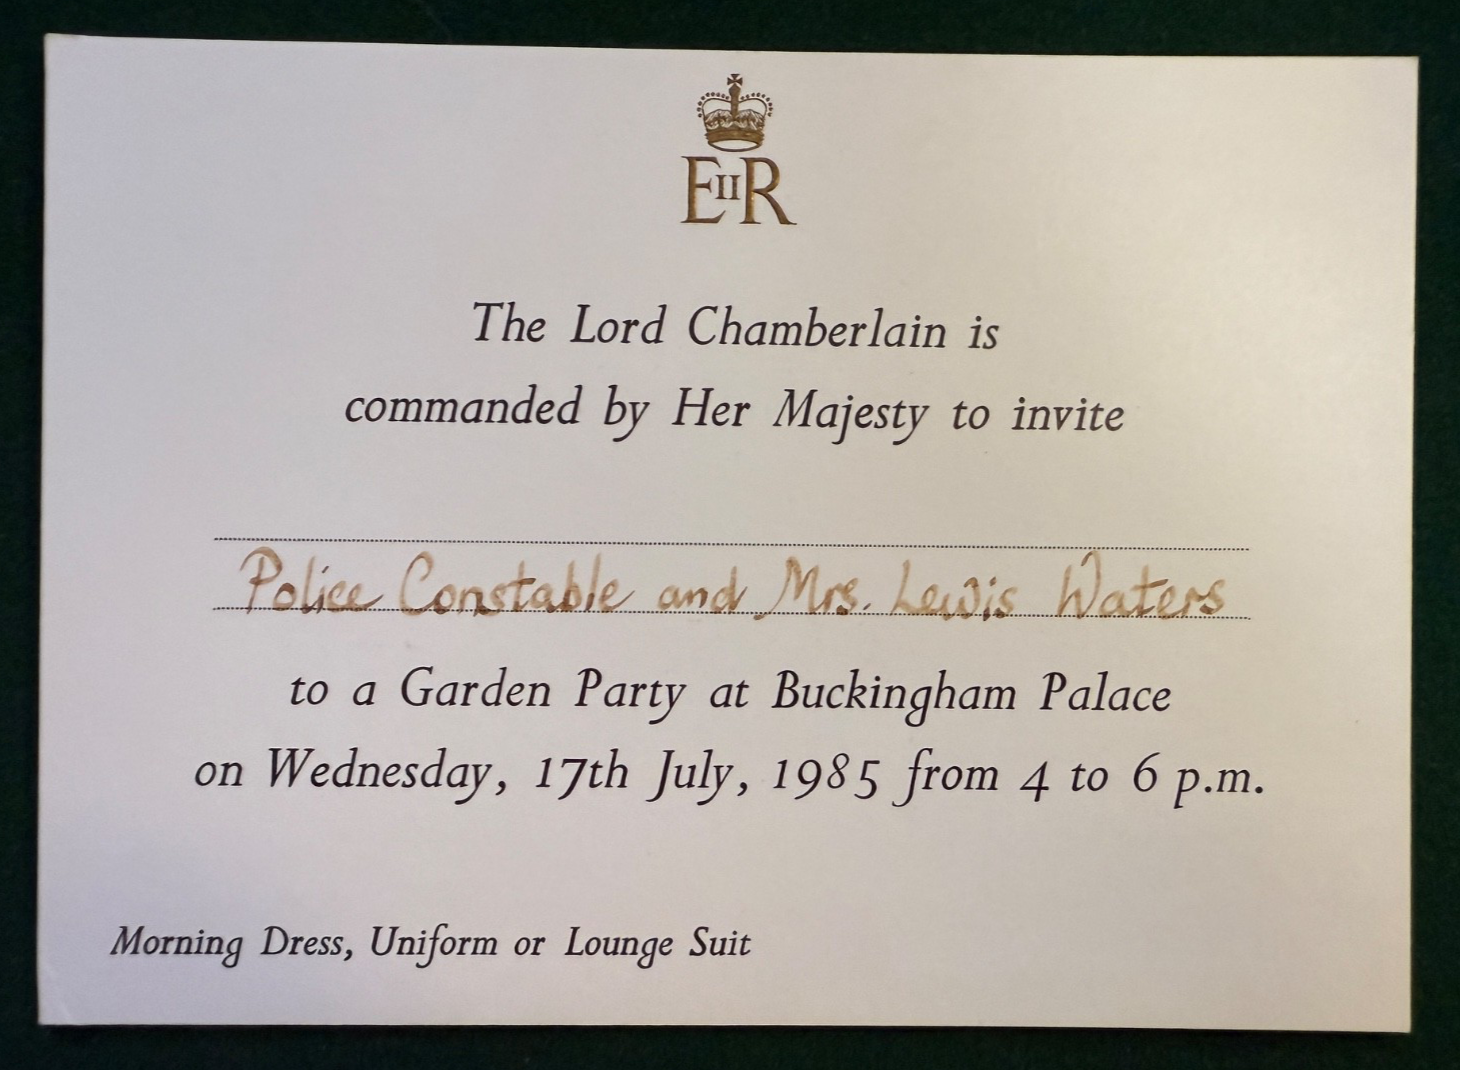 EIIR
The Lord Chamberlain is
commanded by Her Majesty to invite
Police Constable and Mrs. Lewis Waters
to a Garden Party at Buckingham Palace
on Wednesday, 17th July, 1985 from 4 to 6 p.m.
Morning Dress, Uniform or Lounge Suit